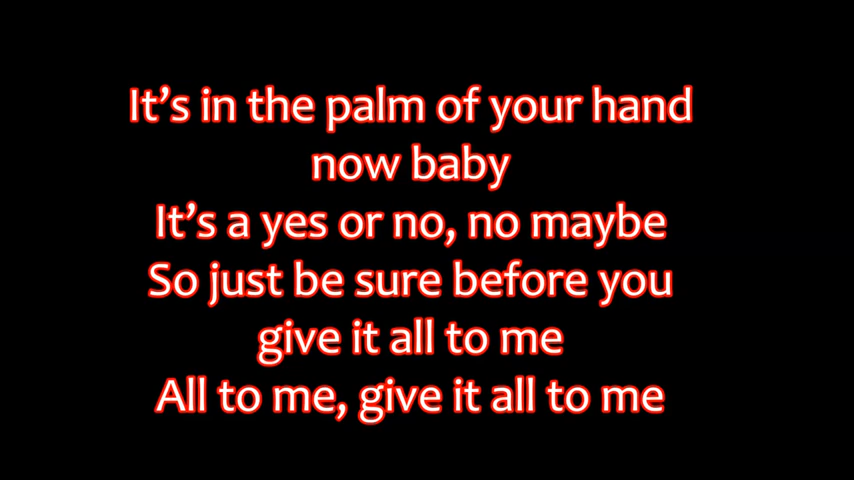 It’s in the palm of your hand
now baby
It’s a yes or no, no maybe
So just be sure before you
give it all to me
All to me, give it all to me